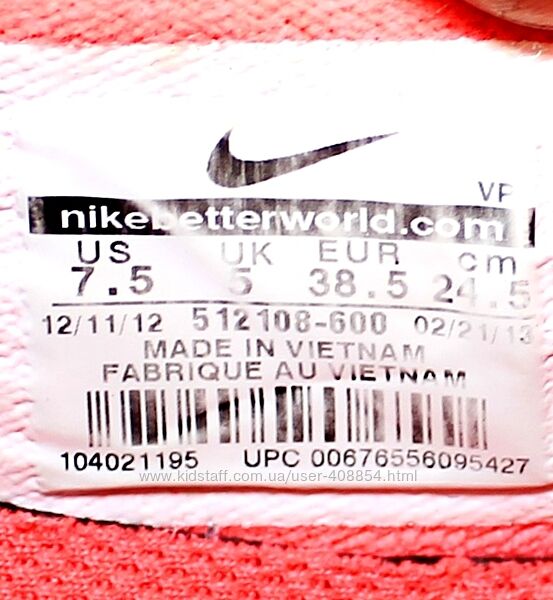 VP
nikebetterworld.com
US UK EUR cm
7.5 5 38.5 24.5
12/11/12 512108-600 02/21/13
MADE IN VIETNAM
FABRIQUE AU VIETNAM
104021195 UPC 00676556095427
www.kidstaff.com.ua/user-408854.html